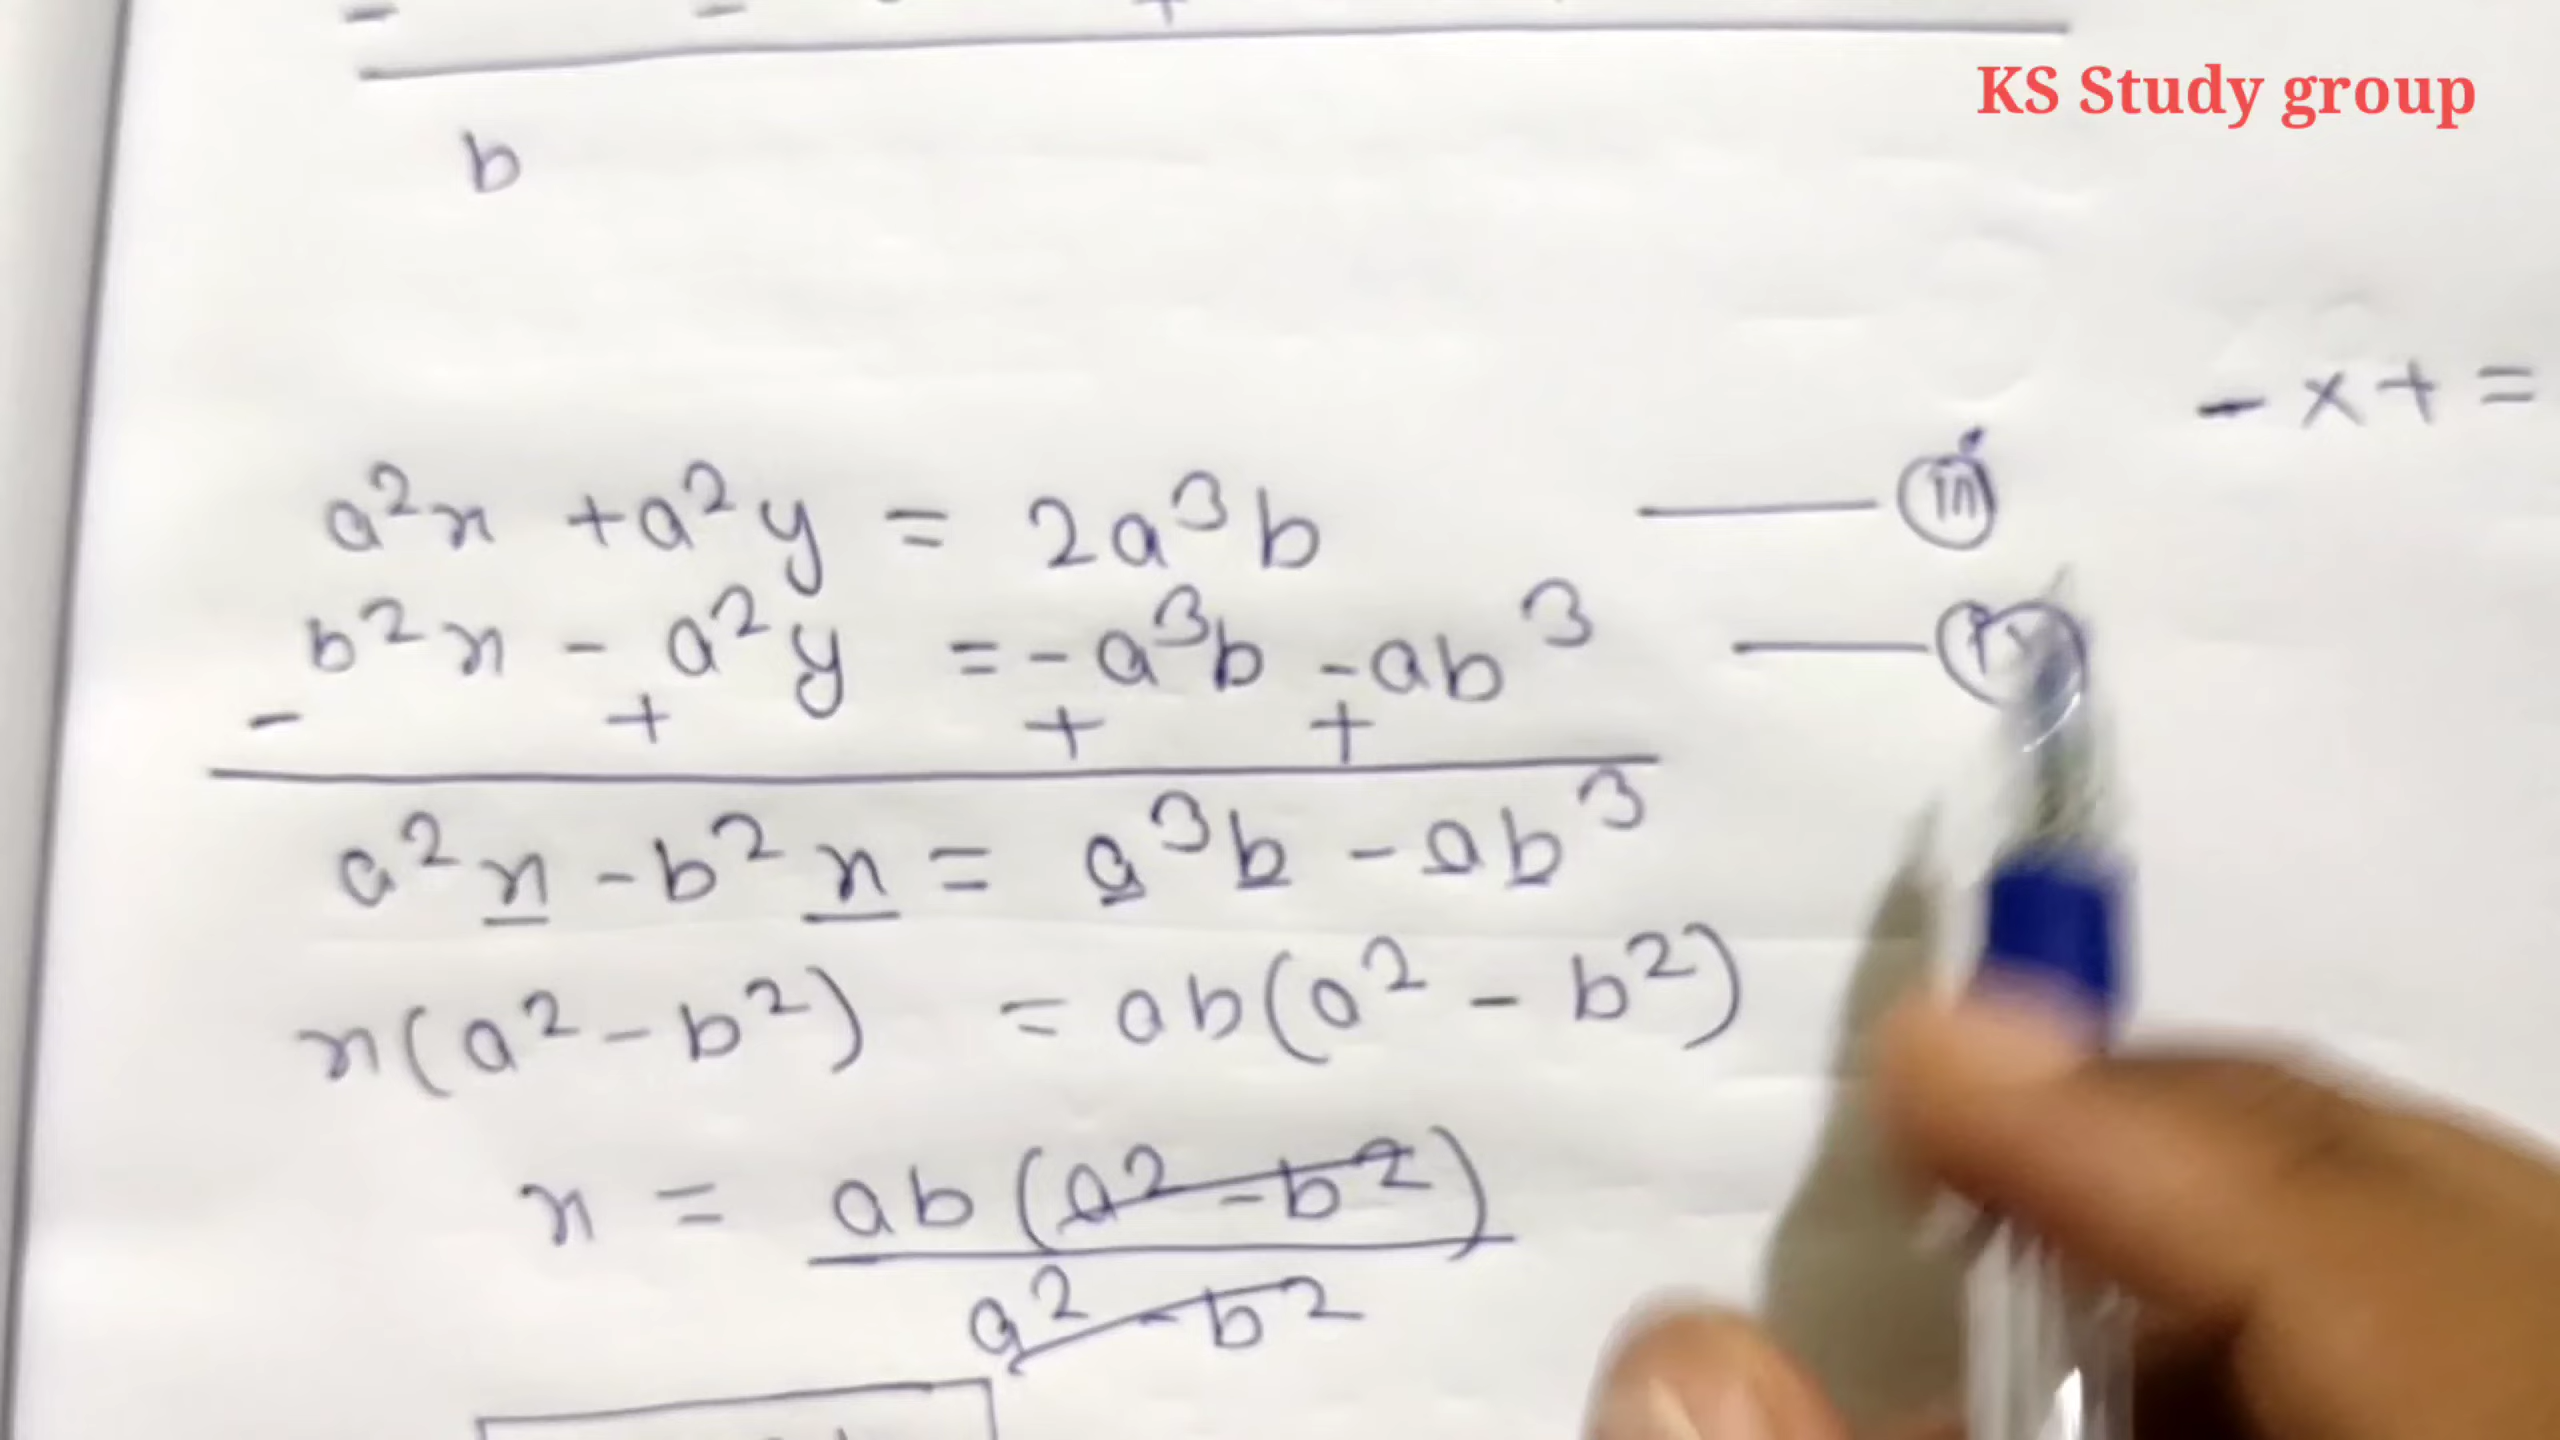 - - +
KS Study group
b
- x + =
a²x + a²y = 2a³b —— (iii)
b²x - a²y = -a³b - ab³ —— (iv)
- + + +
a²x - b²x = a³b - ab³
x(a² - b²) = ab(a² - b²)
x = ab(a² - b²)
a² - b²